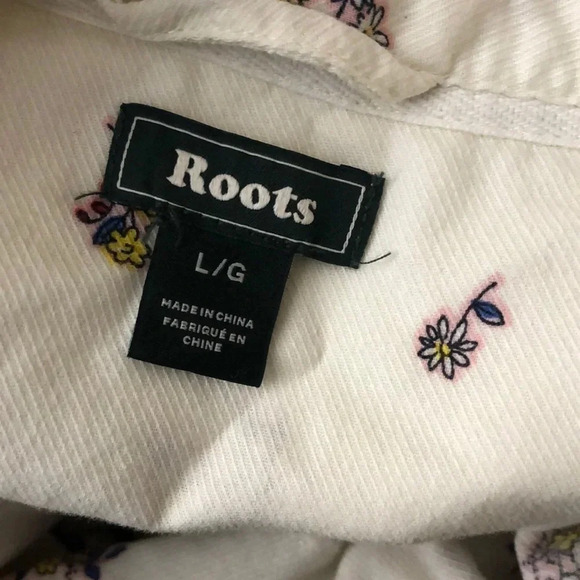 Roots
L/G
MADE IN CHINA
FABRIQUÉ EN
CHINE